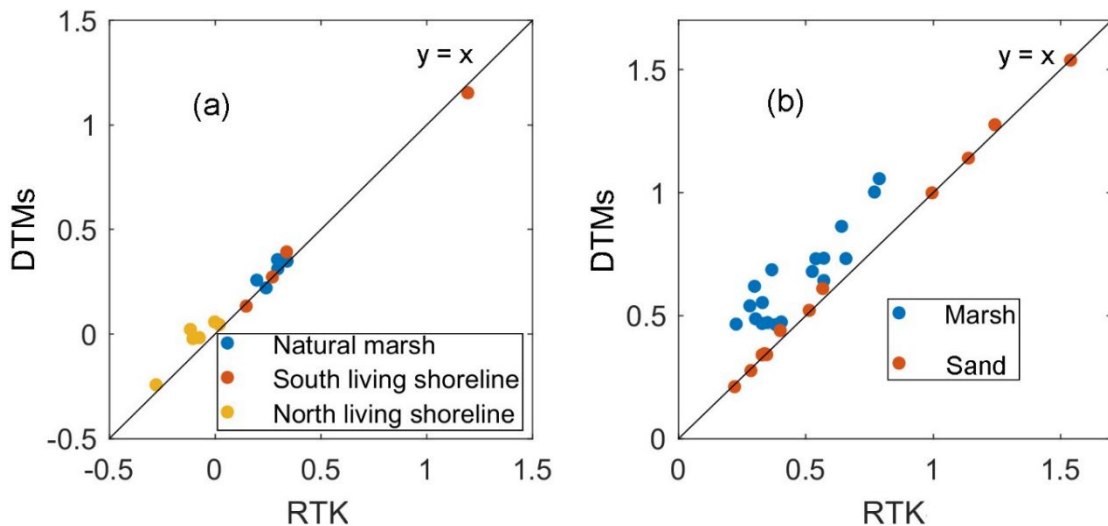 1.5
y = x
(a)
1
DTMs
0.5
0
Natural marsh
South living shoreline
North living shoreline
-0.5
-0.5 0 0.5 1 1.5
RTK
1.5
y = x
(b)
1
DTMs
0.5
Marsh
Sand
0
0 0.5 1 1.5
RTK